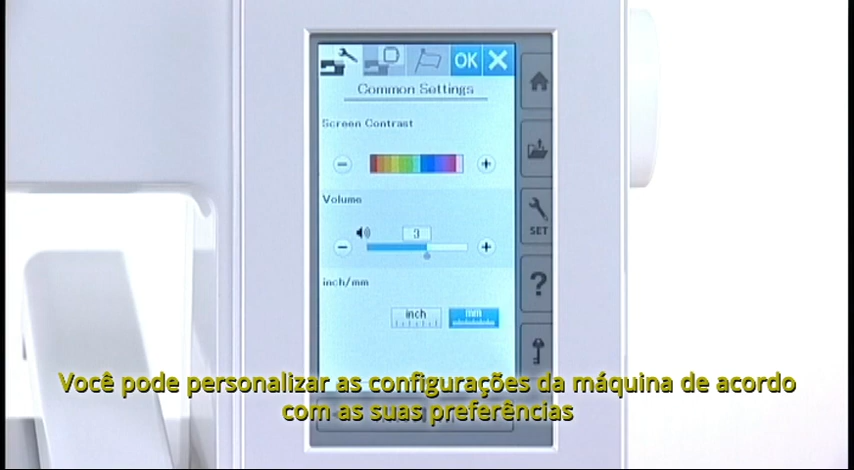 OK
Common Settings
Screen Contrast
Volume
3
SET
inch/mm
inch mm
?
Você pode personalizar as configurações da máquina de acordo
com as suas preferências